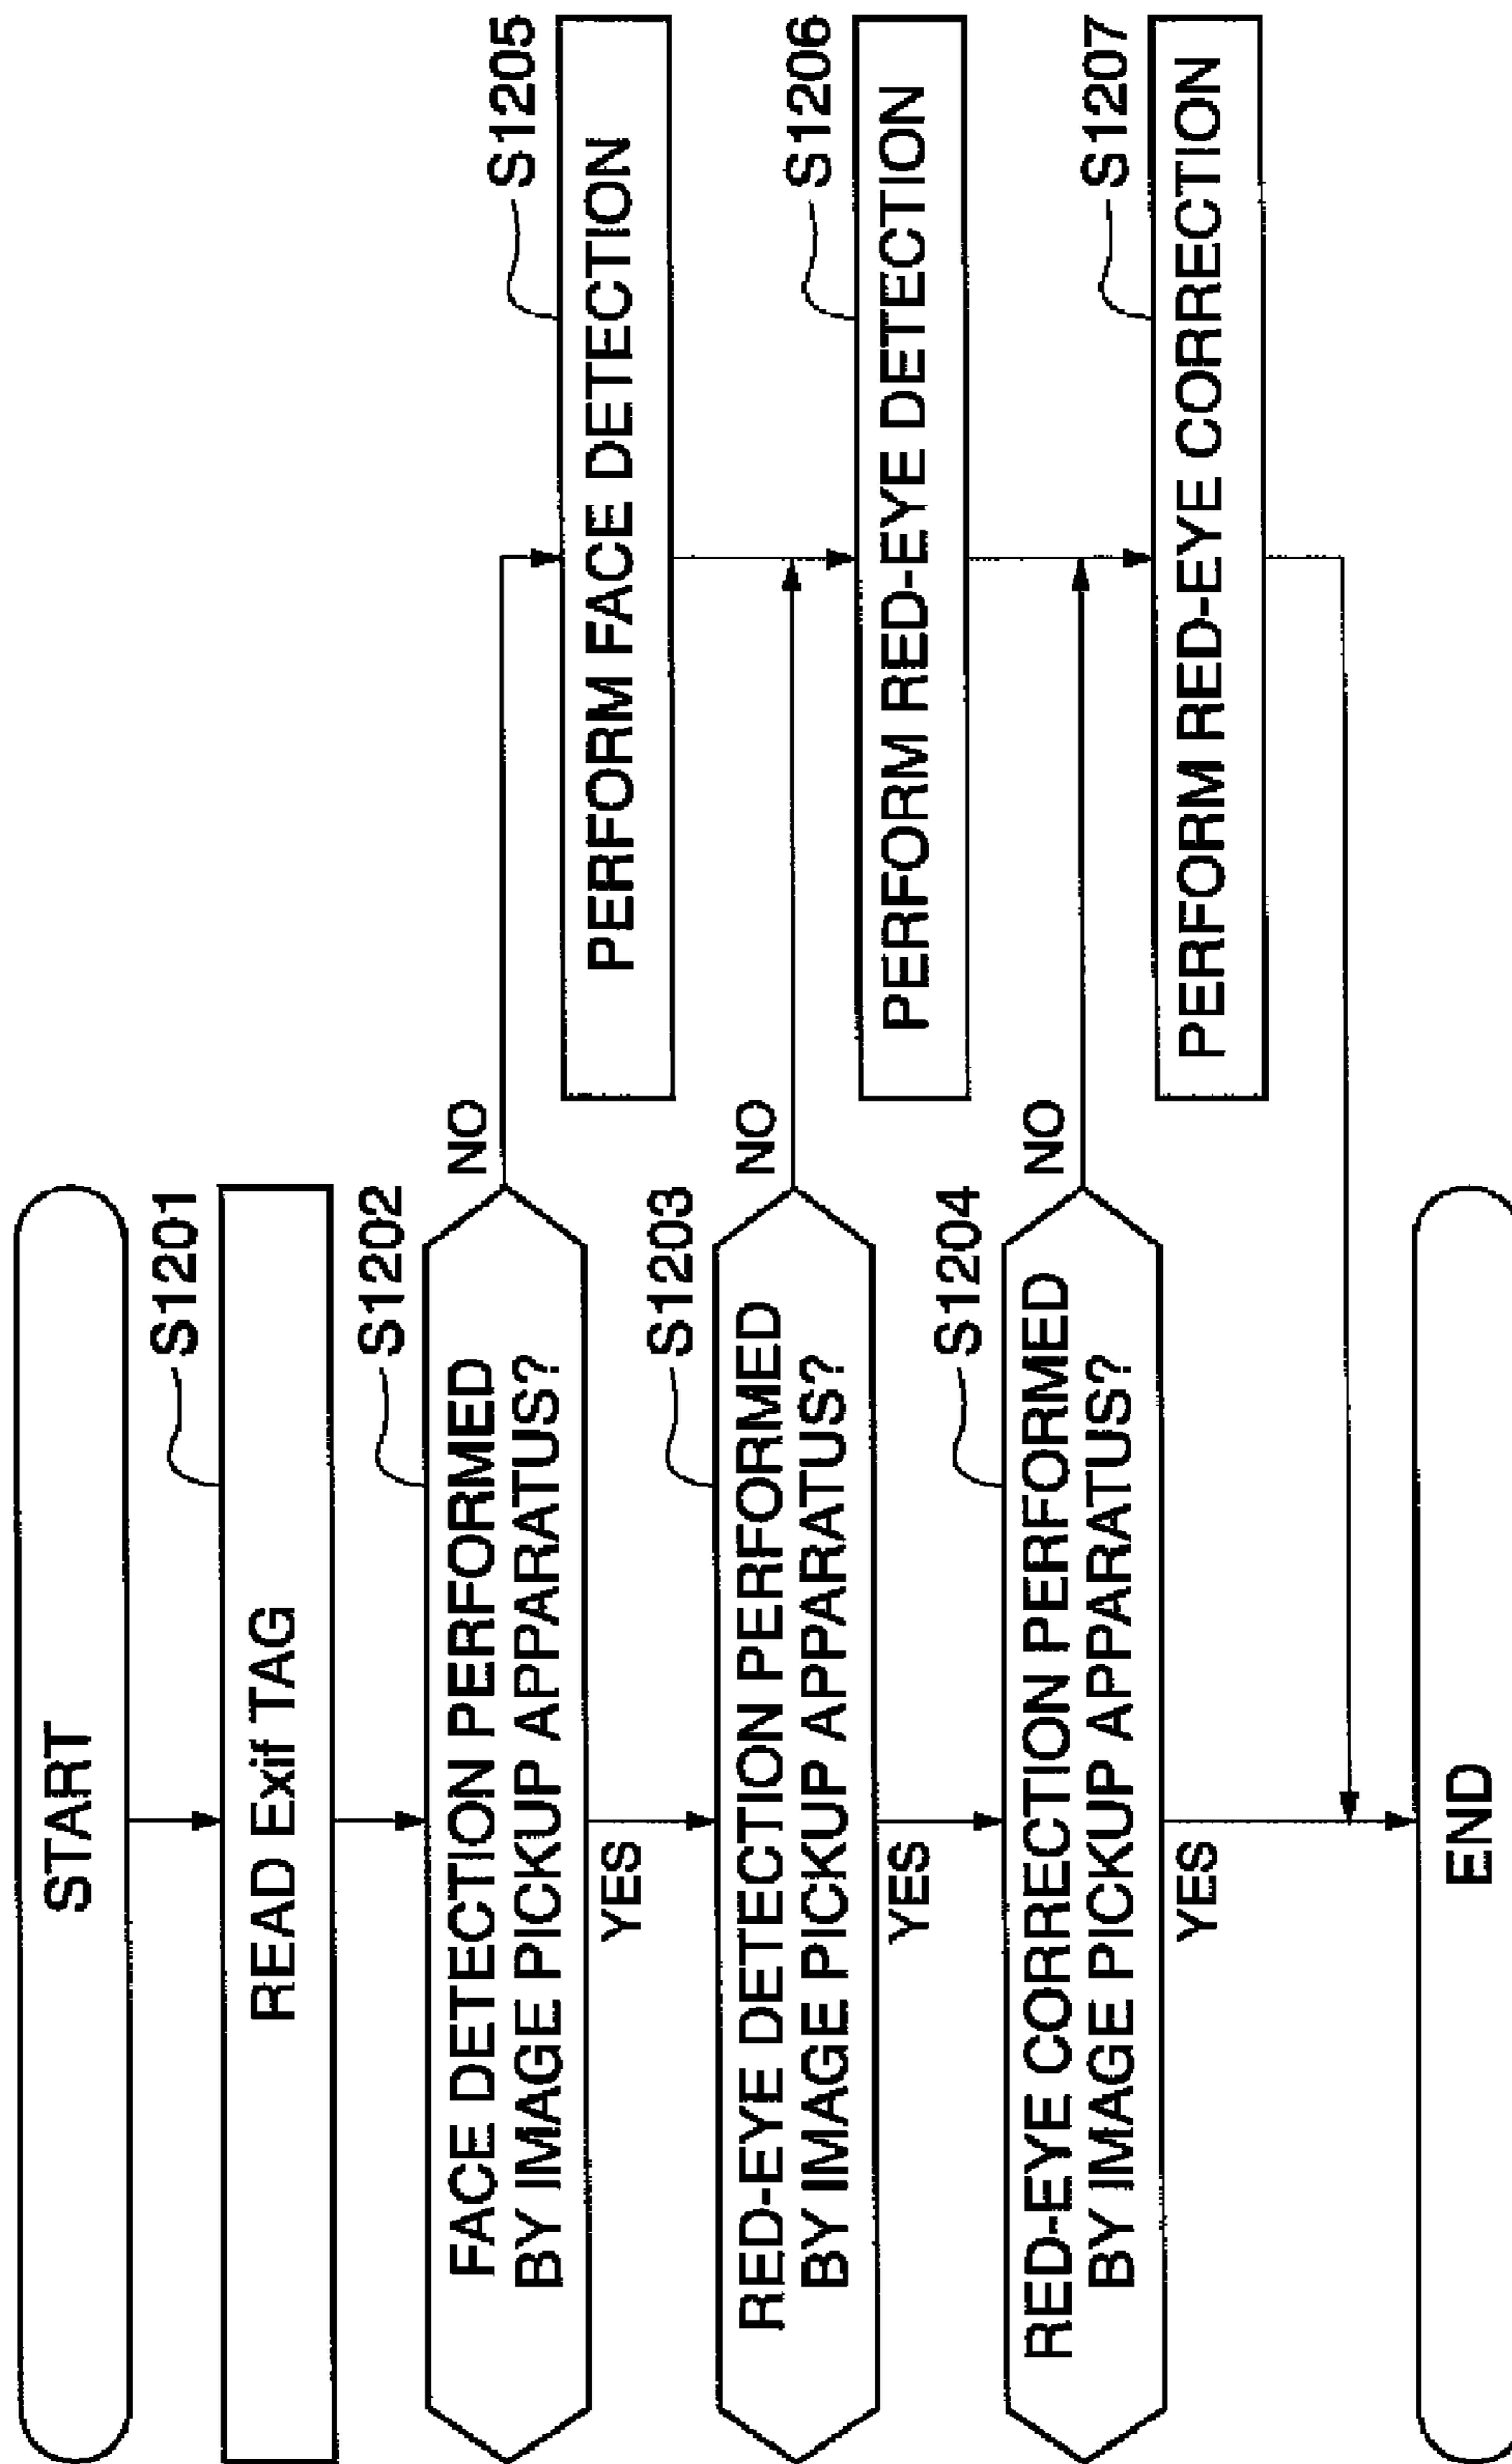 START
S1201
READ Exif TAG
S1202
FACE DETECTION PERFORMED
BY IMAGE PICKUP APPARATUS?
NO
YES
S1205
PERFORM FACE DETECTION
S1203
RED-EYE DETECTION PERFORMED
BY IMAGE PICKUP APPARATUS?
NO
YES
S1206
PERFORM RED-EYE DETECTION
S1204
RED-EYE CORRECTION PERFORMED
BY IMAGE PICKUP APPARATUS?
NO
YES
S1207
PERFORM RED-EYE CORRECTION
END